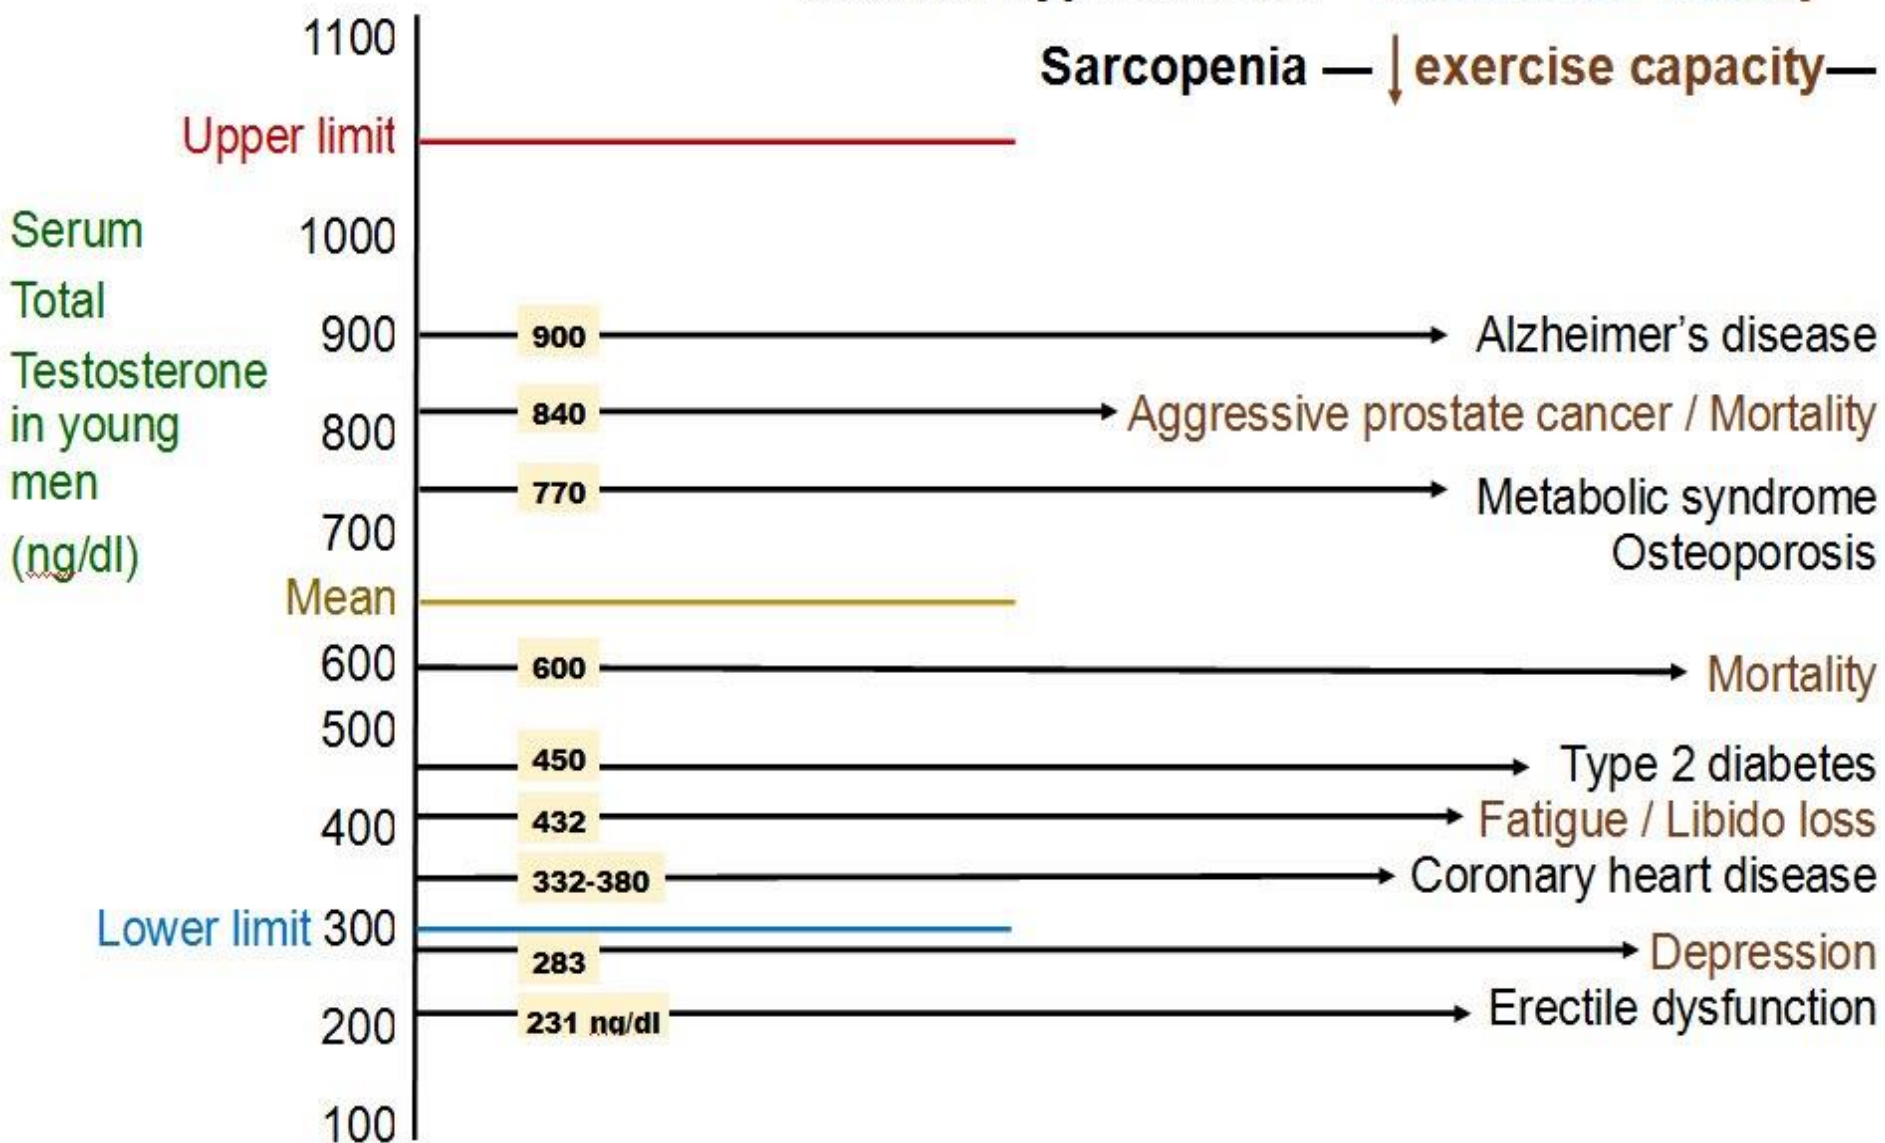 1100
Sarcopenia — ↓ exercise capacity—
Upper limit
Serum
1000
Total
900
900
Alzheimer's disease
Testosterone
in young
800
840
Aggressive prostate cancer / Mortality
men
770
Metabolic syndrome
700
(ng/dl)
Osteoporosis
Mean
600
600
Mortality
500
450
Type 2 diabetes
400
432
Fatigue / Libido loss
332-380
Coronary heart disease
Lower limit 300
283
Depression
231 ng/dl
Erectile dysfunction
200
100